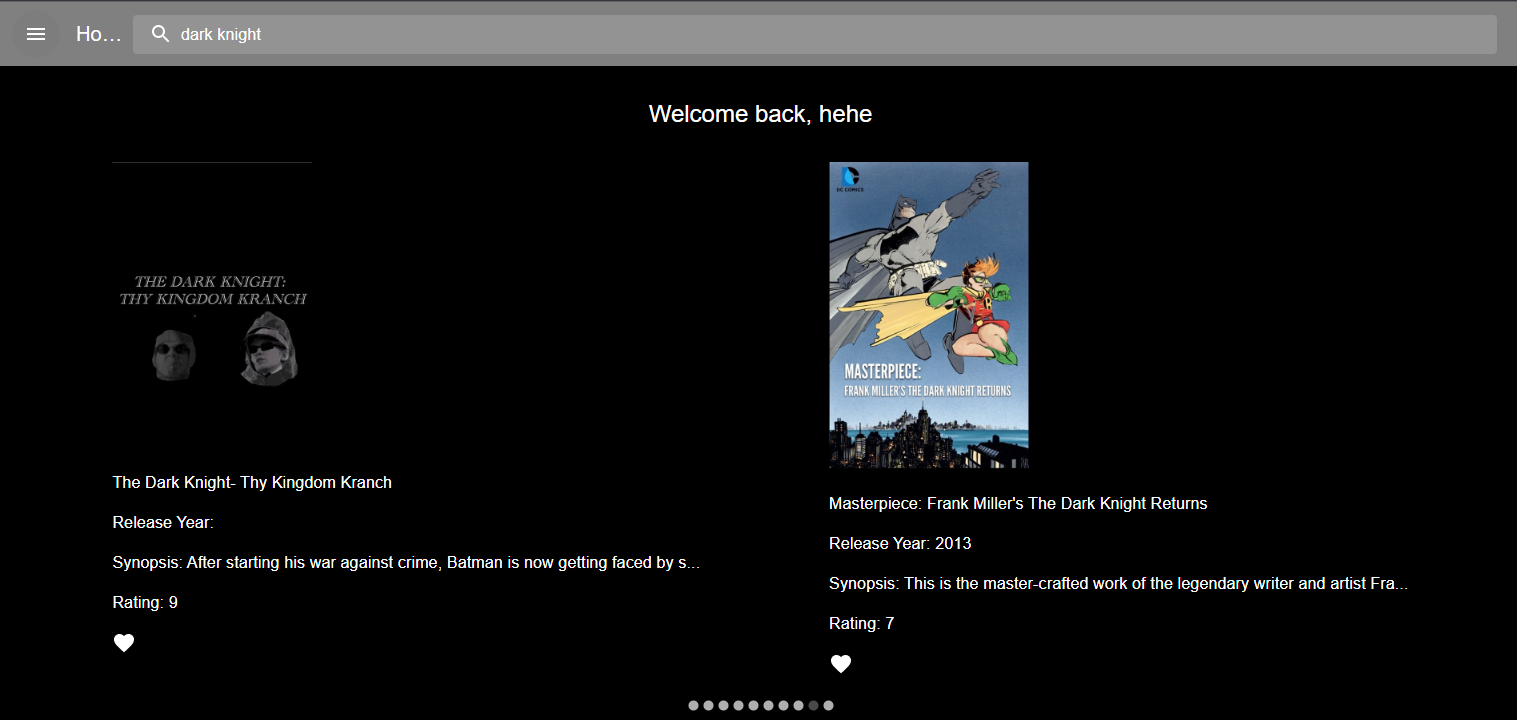 Ho...
dark knight
Welcome back, hehe
THE DARK KNIGHT:
THY KINGDOM KRANCH
The Dark Knight- Thy Kingdom Kranch
Release Year:
Synopsis: After starting his war against crime, Batman is now getting faced by s...
Rating: 9
DC COMICS
MASTERPIECE:
FRANK MILLER'S THE DARK KNIGHT RETURNS
Masterpiece: Frank Miller's The Dark Knight Returns
Release Year: 2013
Synopsis: This is the master-crafted work of the legendary writer and artist Fra...
Rating: 7